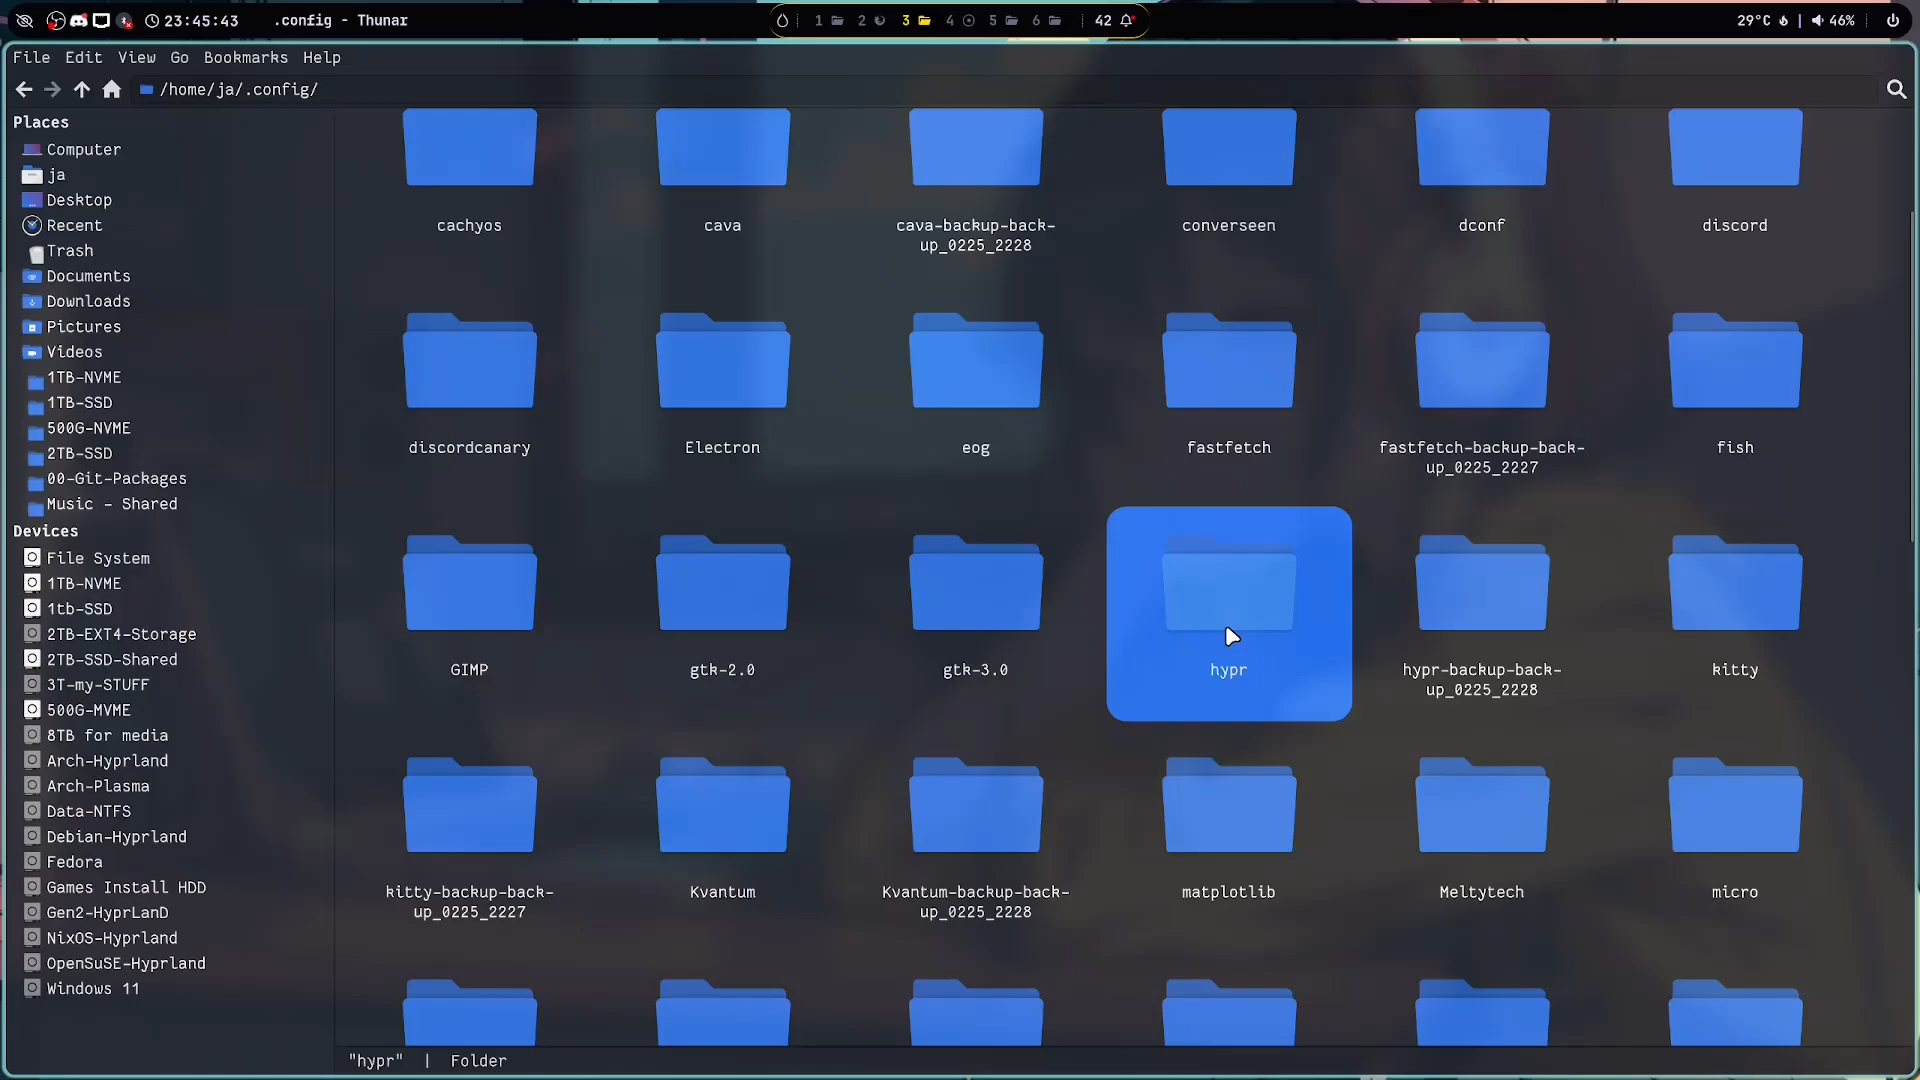 23:45:43 .config - Thunar 1 2 3 4 5 6 42 29°C 46%
File Edit View Go Bookmarks Help
/home/ja/.config/
Places
Computer
ja
Desktop
Recent
Trash
Documents
Downloads
Pictures
Videos
1TB-NVME
1TB-SSD
500G-NVME
2TB-SSD
00-Git-Packages
Music - Shared
Devices
File System
1TB-NVME
1tb-SSD
2TB-EXT4-Storage
2TB-SSD-Shared
3T-my-STUFF
500G-MVME
8TB for media
Arch-Hyprland
Arch-Plasma
Data-NTFS
Debian-Hyprland
Fedora
Games Install HDD
Gen2-HyprLanD
NixOS-Hyprland
OpenSuSE-Hyprland
Windows 11
cachyos
cava
cava-backup-back-
up_0225_2228
converseen
dconf
discord
discordcanary
Electron
eog
fastfetch
fastfetch-backup-back-
up_0225_2227
fish
GIMP
gtk-2.0
gtk-3.0
hypr
hypr-backup-back-
up_0225_2228
kitty
kitty-backup-back-
up_0225_2227
Kvantum
Kvantum-backup-back-
up_0225_2228
matplotlib
Meltytech
micro
"hypr" | Folder